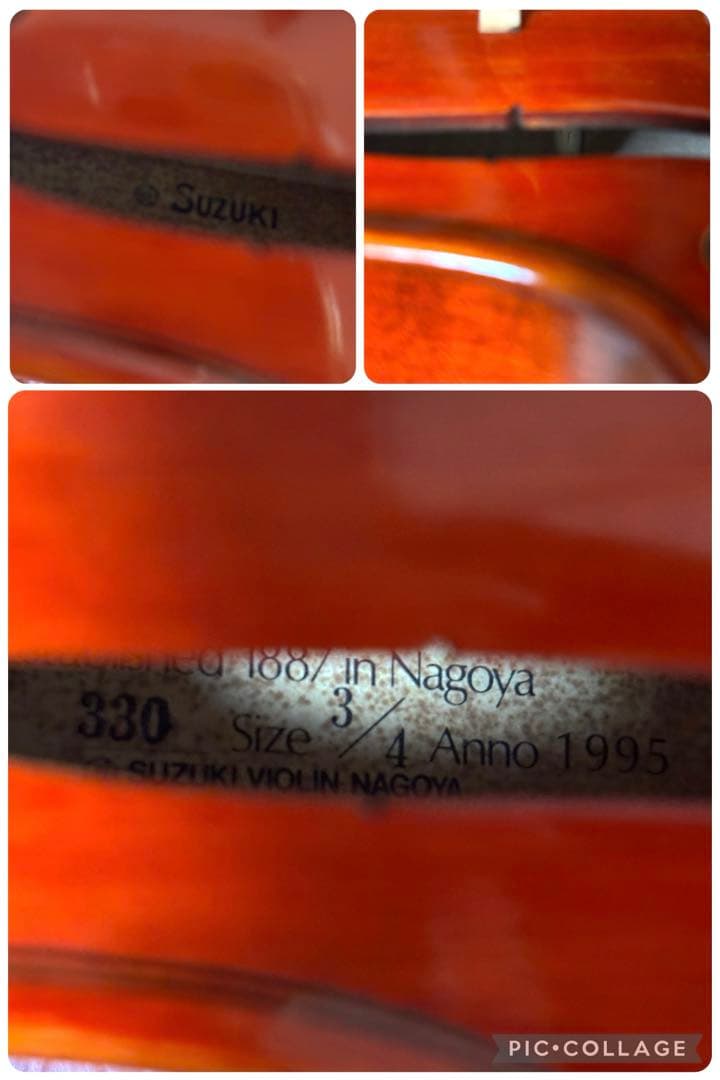 SUZUKI
1887 in Nagoya
330 Size 3/4 Anno 1995
SUZUKI VIOLIN NAGOYA
PIC•COLLAGE